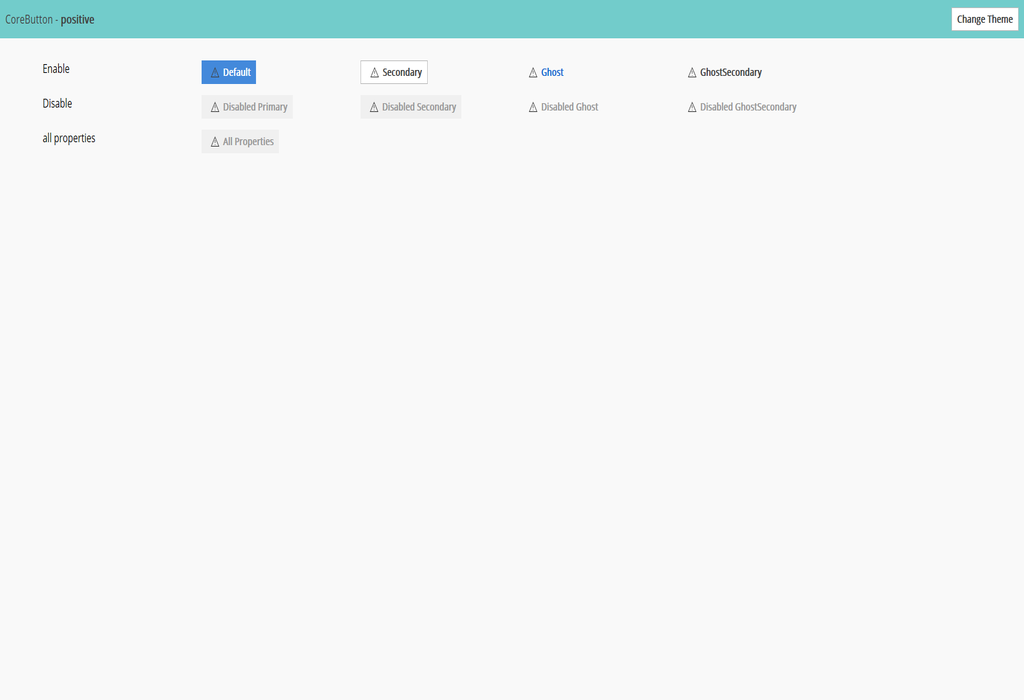 CoreButton - positive Change Theme
Enable Default Secondary Ghost GhostSecondary
Disable Disabled Primary Disabled Secondary Disabled Ghost Disabled GhostSecondary
all properties All Properties